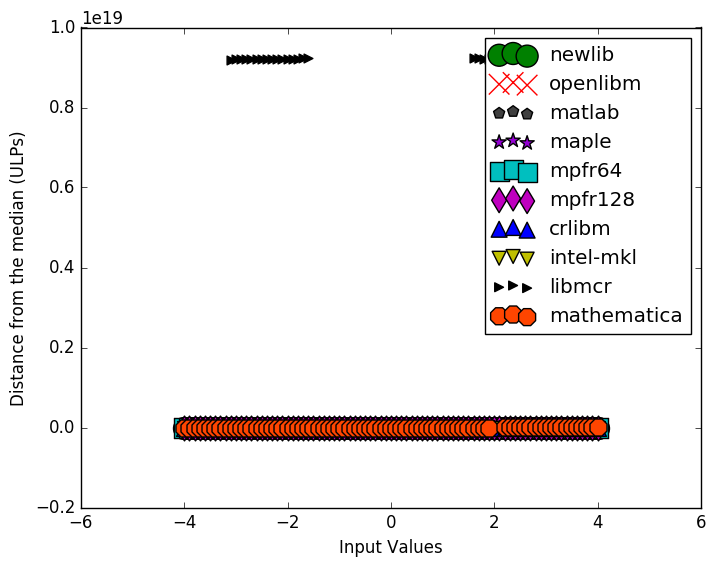 1e19
1.0
0.8
0.6
0.4
0.2
0.0
−0.2
−6
−4
−2
0
2
4
6
Distance from the median (ULPs)
Input Values
newlib
openlibm
matlab
maple
mpfr64
mpfr128
crlibm
intel-mkl
libmcr
mathematica